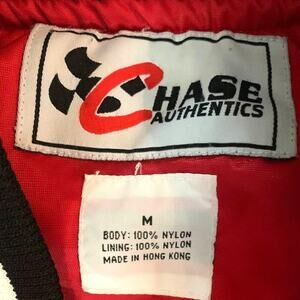 CHASE
AUTHENTICS
M
BODY: 100% NYLON
LINING: 100% NYLON
MADE IN HONG KONG